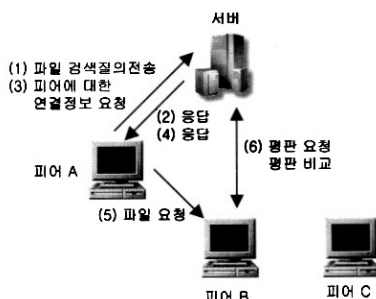 서버
(1) 파일 검색질의전송
(3) 피어에 대한
연결정보 요청
(2) 응답
(4) 응답
(6) 평판 요청
평판 비교
피어 A
(5) 파일 요청
피어 B
피어 C